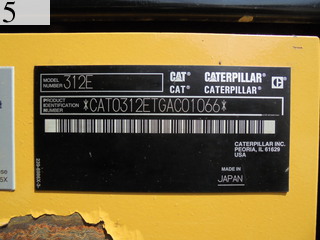 5
MODEL 312E
CAT® CATERPILLAR®
CAT® CATERPILLAR®
PRODUCT IDENTIFICATION NUMBER *CAT0312ETGAC01066*
CATERPILLAR INC.
PEORIA, IL 61629
USA
MADE IN JAPAN